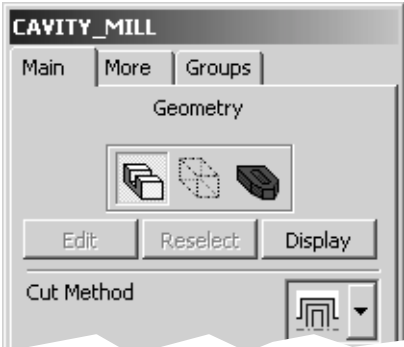 CAVITY_MILL
Main More Groups
Geometry
Edit Reselect Display
Cut Method